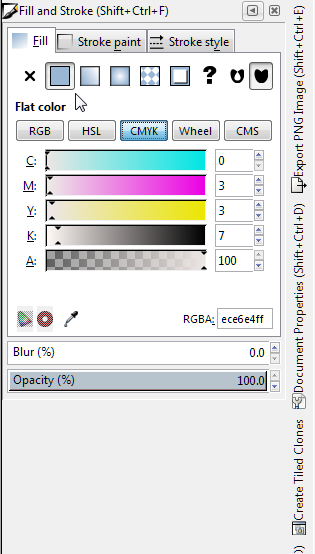 Fill and Stroke (Shift+Ctrl+F)
Fill
Stroke paint
Stroke style
?
Flat color
RGB
HSL
CMYK
Wheel
CMS
C: 0
M: 3
Y: 3
K: 7
A: 100
RGBA: ece6e4ff
Blur (%) 0.0
Opacity (%) 100.0
Export PNG Image (Shift+Ctrl+E)
Document Properties (Shift+Ctrl+D)
Create Tiled Clones